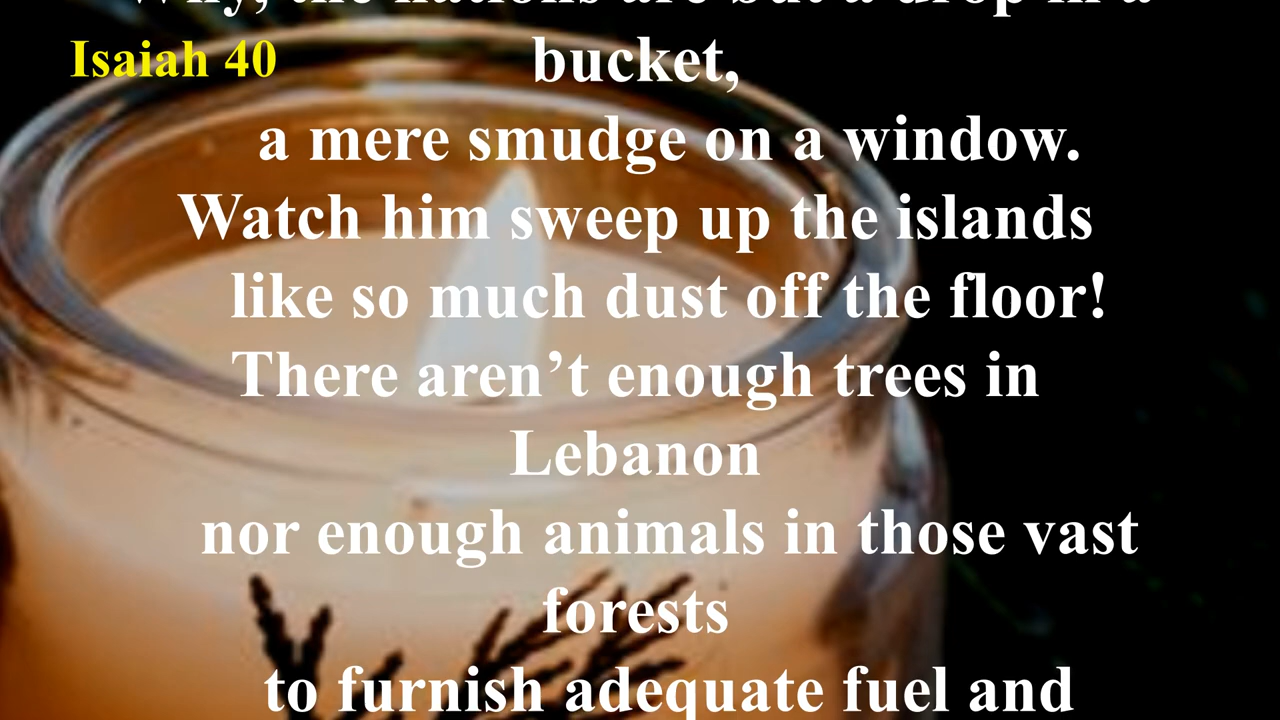 Why, the nations are but a drop in a
Isaiah 40
bucket,
a mere smudge on a window.
Watch him sweep up the islands
like so much dust off the floor!
There aren’t enough trees in
Lebanon
nor enough animals in those vast
forests
to furnish adequate fuel and